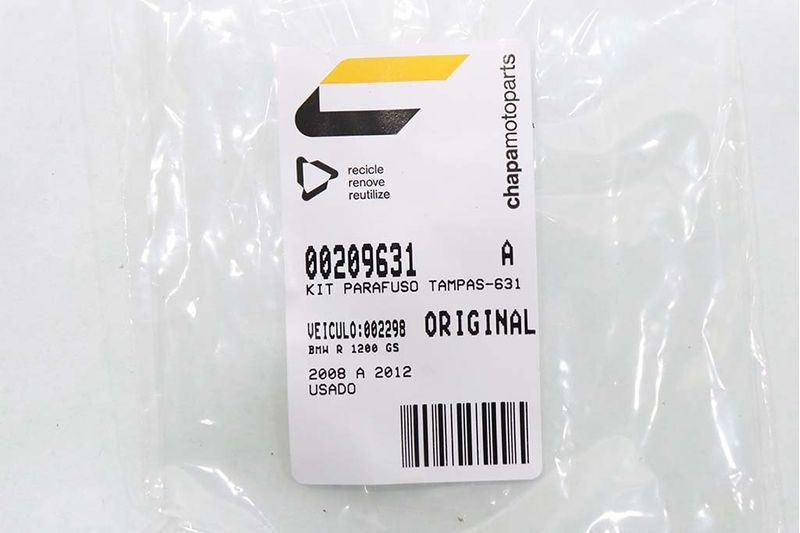 chapamotoparts
recicle
renove
reutilize
00209631 A
KIT PARAFUSO TAMPAS-631
VEICULO:002298 ORIGINAL
BMW R 1200 GS
2008 A 2012
USADO